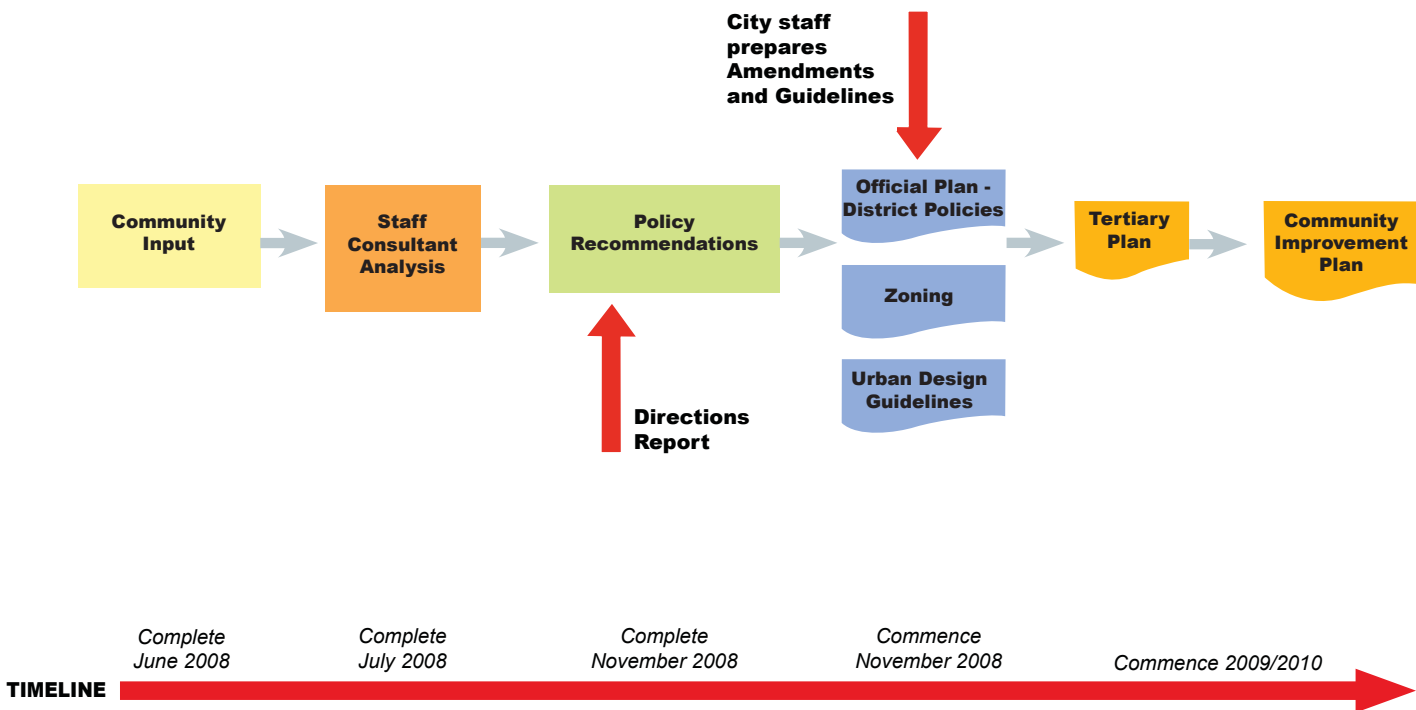 City staff
prepares
Amendments
and Guidelines
Community
Input
Staff
Consultant
Analysis
Policy
Recommendations
Official Plan -
District Policies
Zoning
Urban Design
Guidelines
Tertiary
Plan
Community
Improvement
Plan
Directions
Report
Complete
June 2008
Complete
July 2008
Complete
November 2008
Commence
November 2008
Commence 2009/2010
TIMELINE